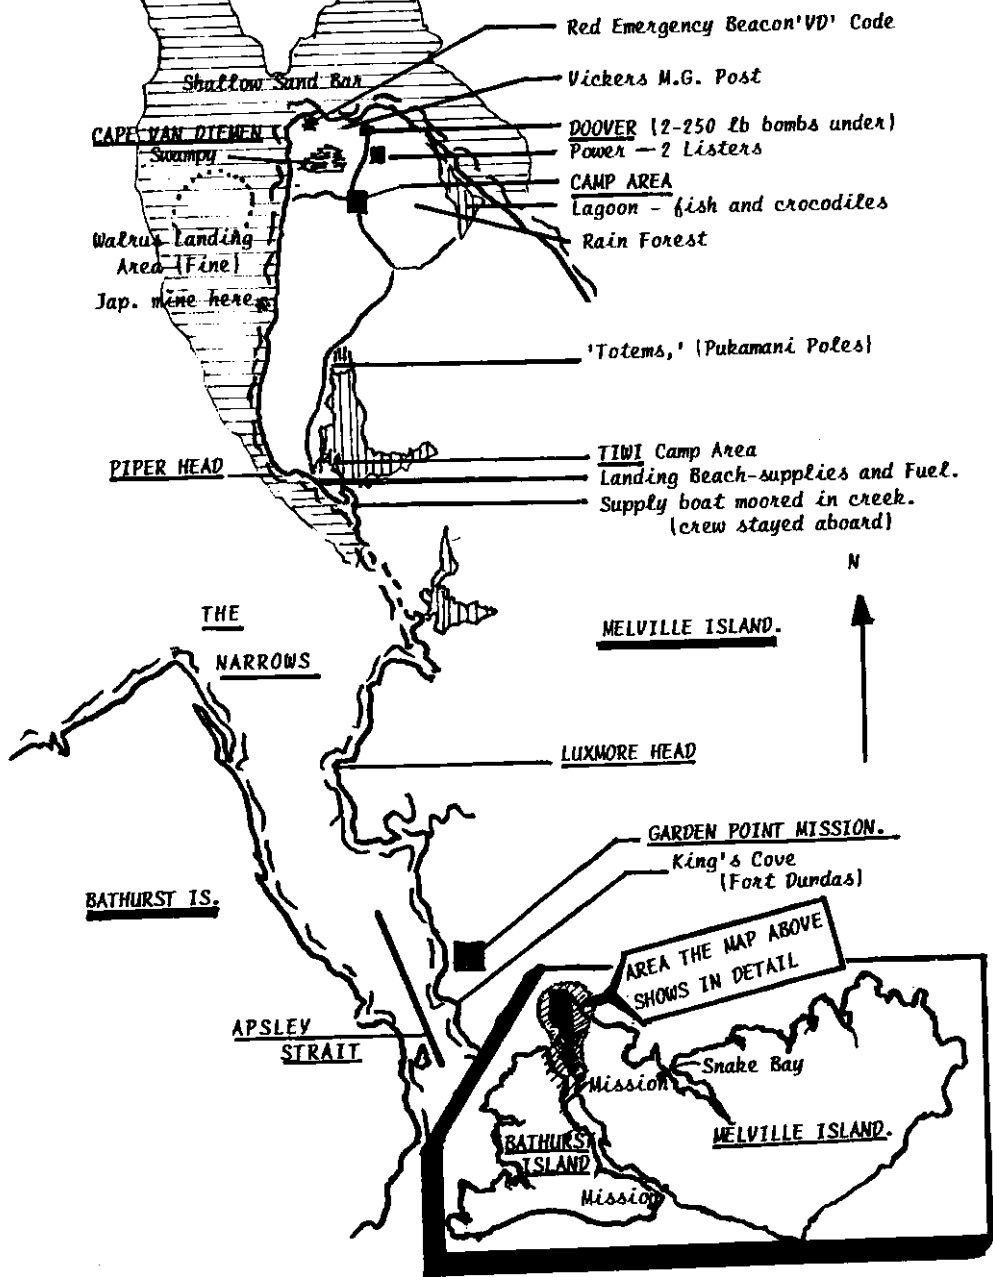 Red Emergency Beacon'VD' Code
Shallow Sand Bar
Vickers M.G. Post
CAPE VAN DIEMEN
DOOVER (2-250 lb bombs under)
Swampy
Power — 2 Listers
CAMP AREA
Lagoon - fish and crocodiles
Walrus Landing
Area (Fine)
Rain Forest
Jap. mine here
'Totems,' (Pukamani Poles)
TIWI Camp Area
PIPER HEAD
Landing Beach-supplies and Fuel.
Supply boat moored in creek.
(crew stayed aboard)
N
THE
NARROWS
MELVILLE ISLAND.
LUXMORE HEAD
GARDEN POINT MISSION.
King's Cove
(Fort Dundas)
BATHURST IS.
AREA THE MAP ABOVE
SHOWS IN DETAIL
APSLEY
STRAIT
Snake Bay
Mission
MELVILLE ISLAND.
BATHURST
ISLAND
Mission